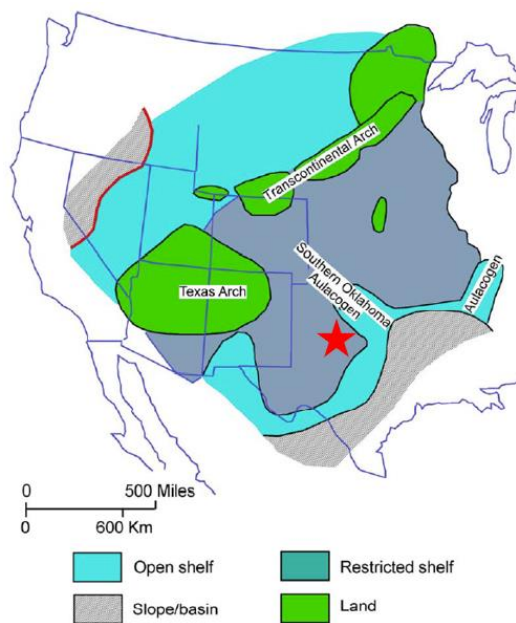 Transcontinental Arch
Southern Oklahoma
Aulacogen
Aulacogen
Texas Arch
0 500 Miles
0 600 Km
Open shelf
Restricted shelf
Slope/basin
Land